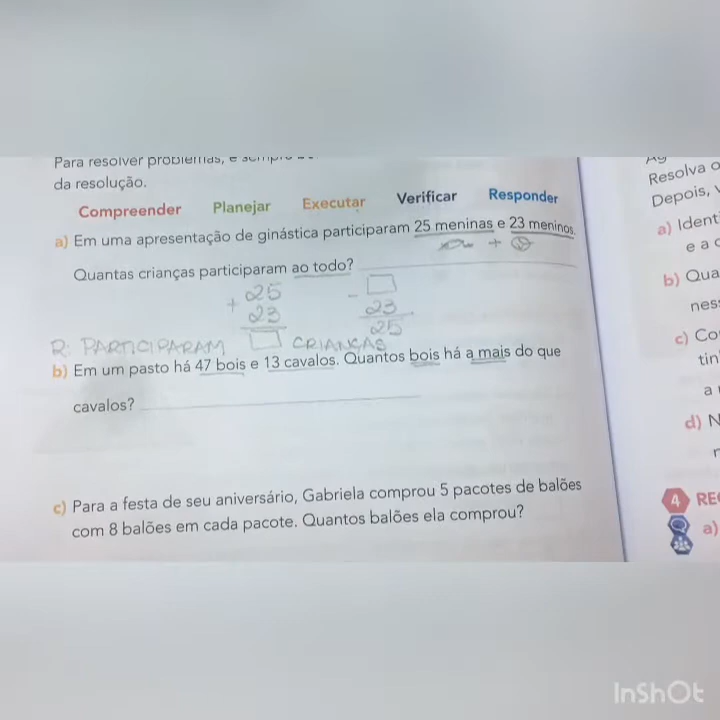 Para resolver problemas, e sempre
da resolução.
Compreender Planejar Executar Verificar Responder
a) Em uma apresentação de ginástica participaram 25 meninas e 23 meninos.
Quantas crianças participaram ao todo?
+ 25
23
- 23
25
R: PARTICIPARAM CRIANÇAS
b) Em um pasto há 47 bois e 13 cavalos. Quantos bois há a mais do que
cavalos?
c) Para a festa de seu aniversário, Gabriela comprou 5 pacotes de balões
com 8 balões em cada pacote. Quantos balões ela comprou?
Resolva o
Depois,
a) Ident
e a
b) Qua
ness
c) Co
tin
a
d) N
4 RE
a)
InShOt